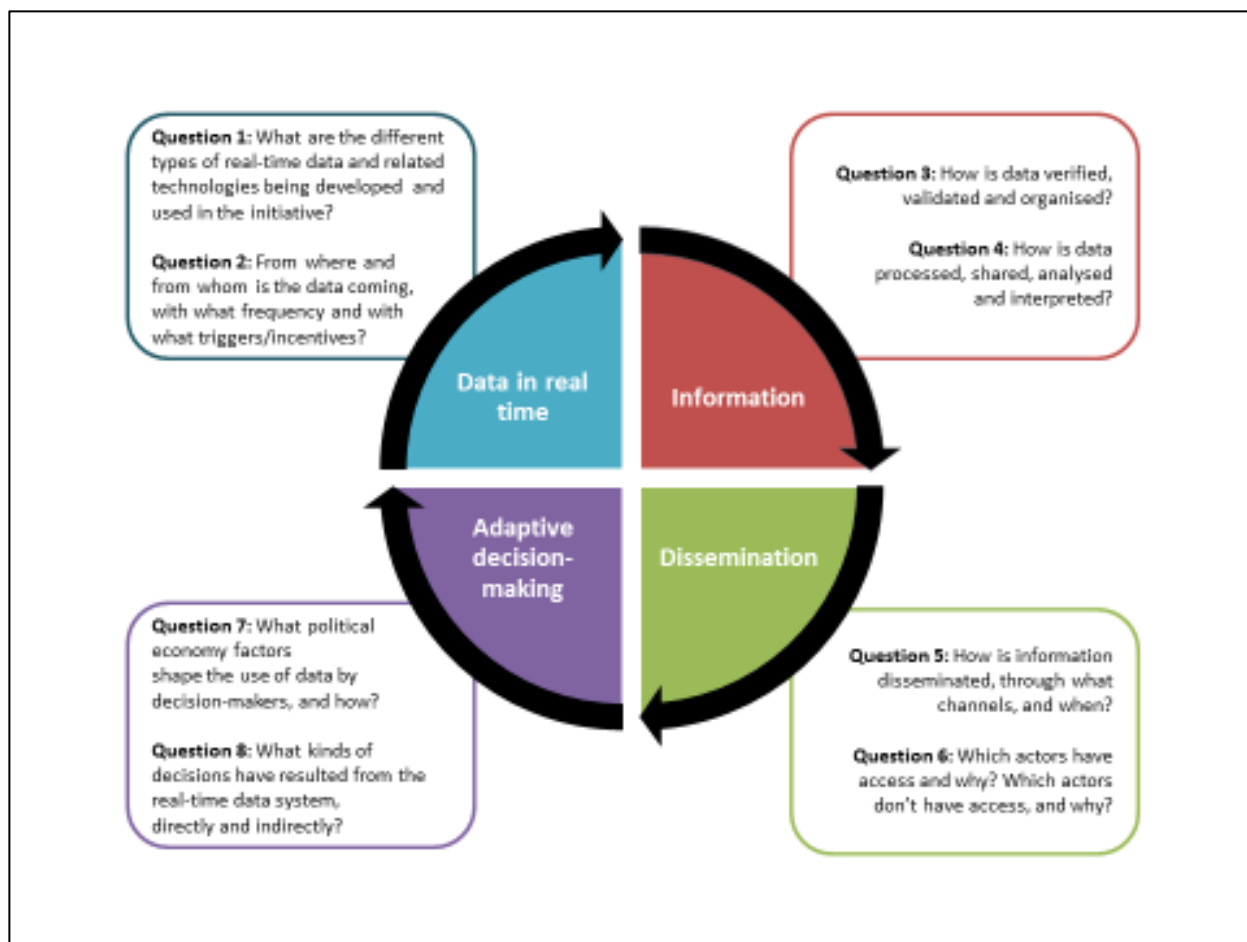 Question 1: What are the different
types of real-time data and related
technologies being developed and
used in the initiative?
Question 2: From where and
from whom is the data coming,
with what frequency and with
what triggers/incentives?
Question 3: How is data verified,
validated and organised?
Question 4: How is data
processed, shared, analysed
and interpreted?
Data in real
time
Information
Adaptive
decision-
making
Dissemination
Question 7: What political
economy factors
shape the use of data by
decision-makers, and how?
Question 8: What kinds of
decisions have resulted from the
real-time data system,
directly and indirectly?
Question 5: How is information
disseminated, through what
channels, and when?
Question 6: Which actors have
access and why? Which actors
don't have access, and why?